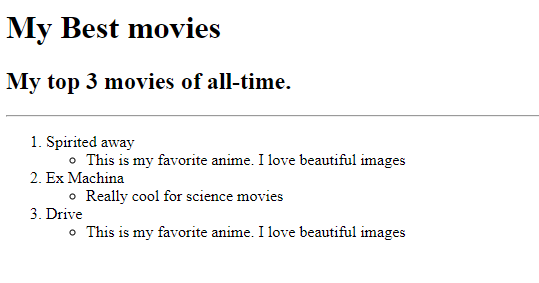 My Best movies
My top 3 movies of all-time.
1. Spirited away
This is my favorite anime. I love beautiful images
2. Ex Machina
Really cool for science movies
3. Drive
This is my favorite anime. I love beautiful images